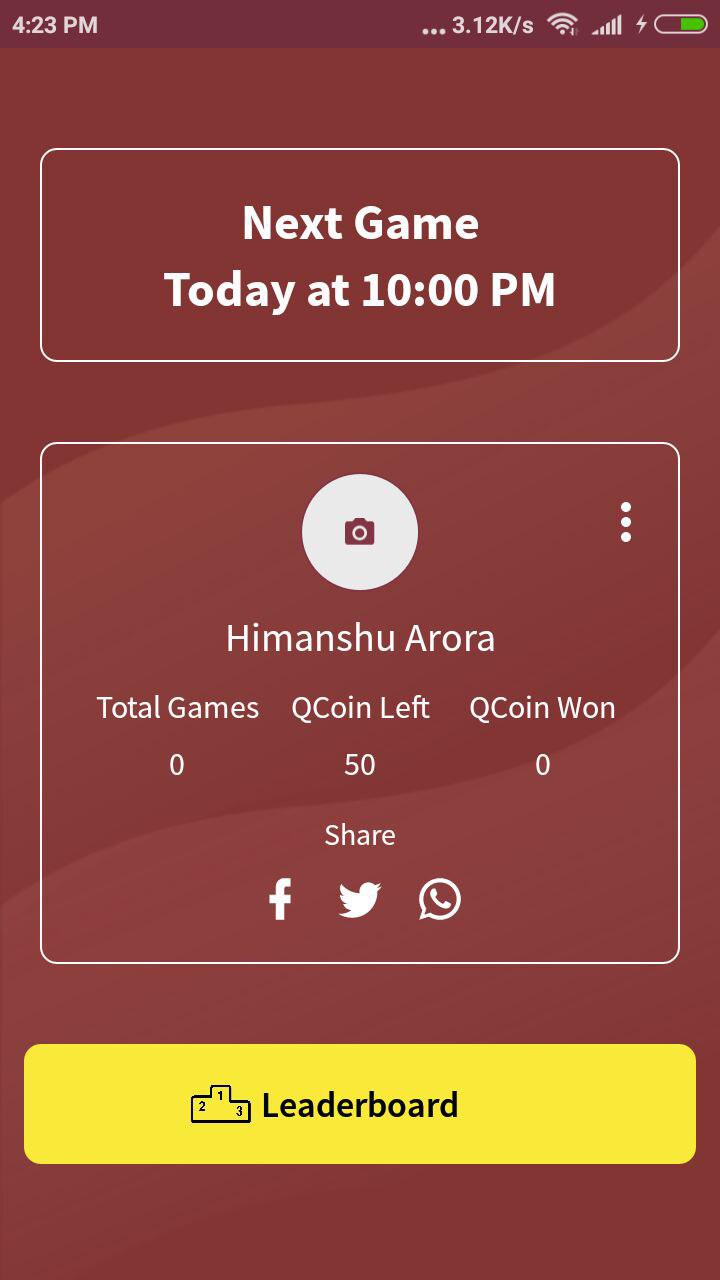 4:23 PM ... 3.12K/s
Next Game
Today at 10:00 PM
Himanshu Arora
Total Games QCoin Left QCoin Won
0 50 0
Share
2 1 3 Leaderboard